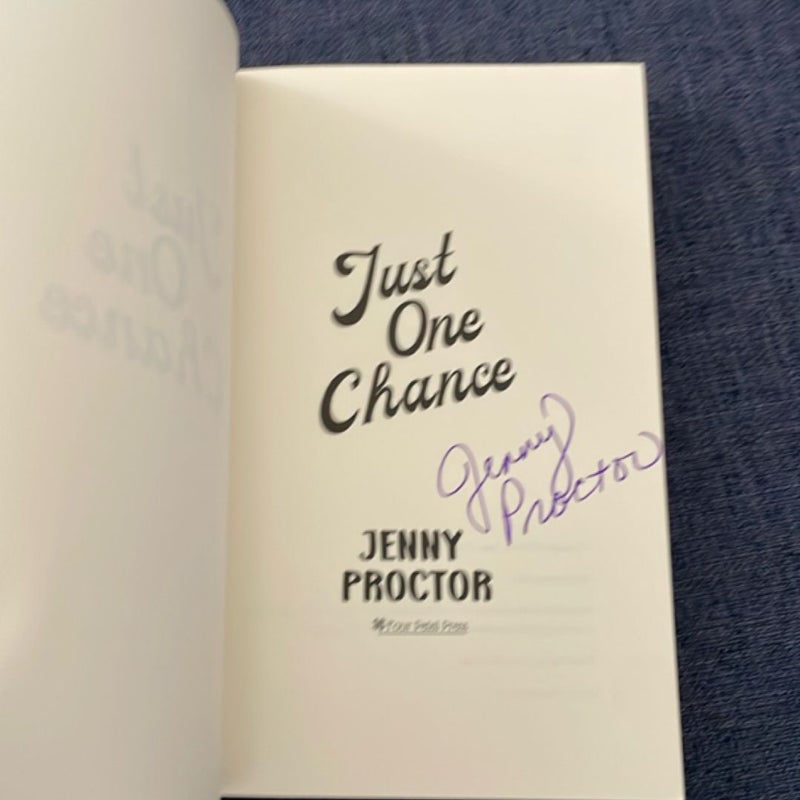 Just
One
Chance
Jenny
Proctor
JENNY
PROCTOR
Four Petal Press